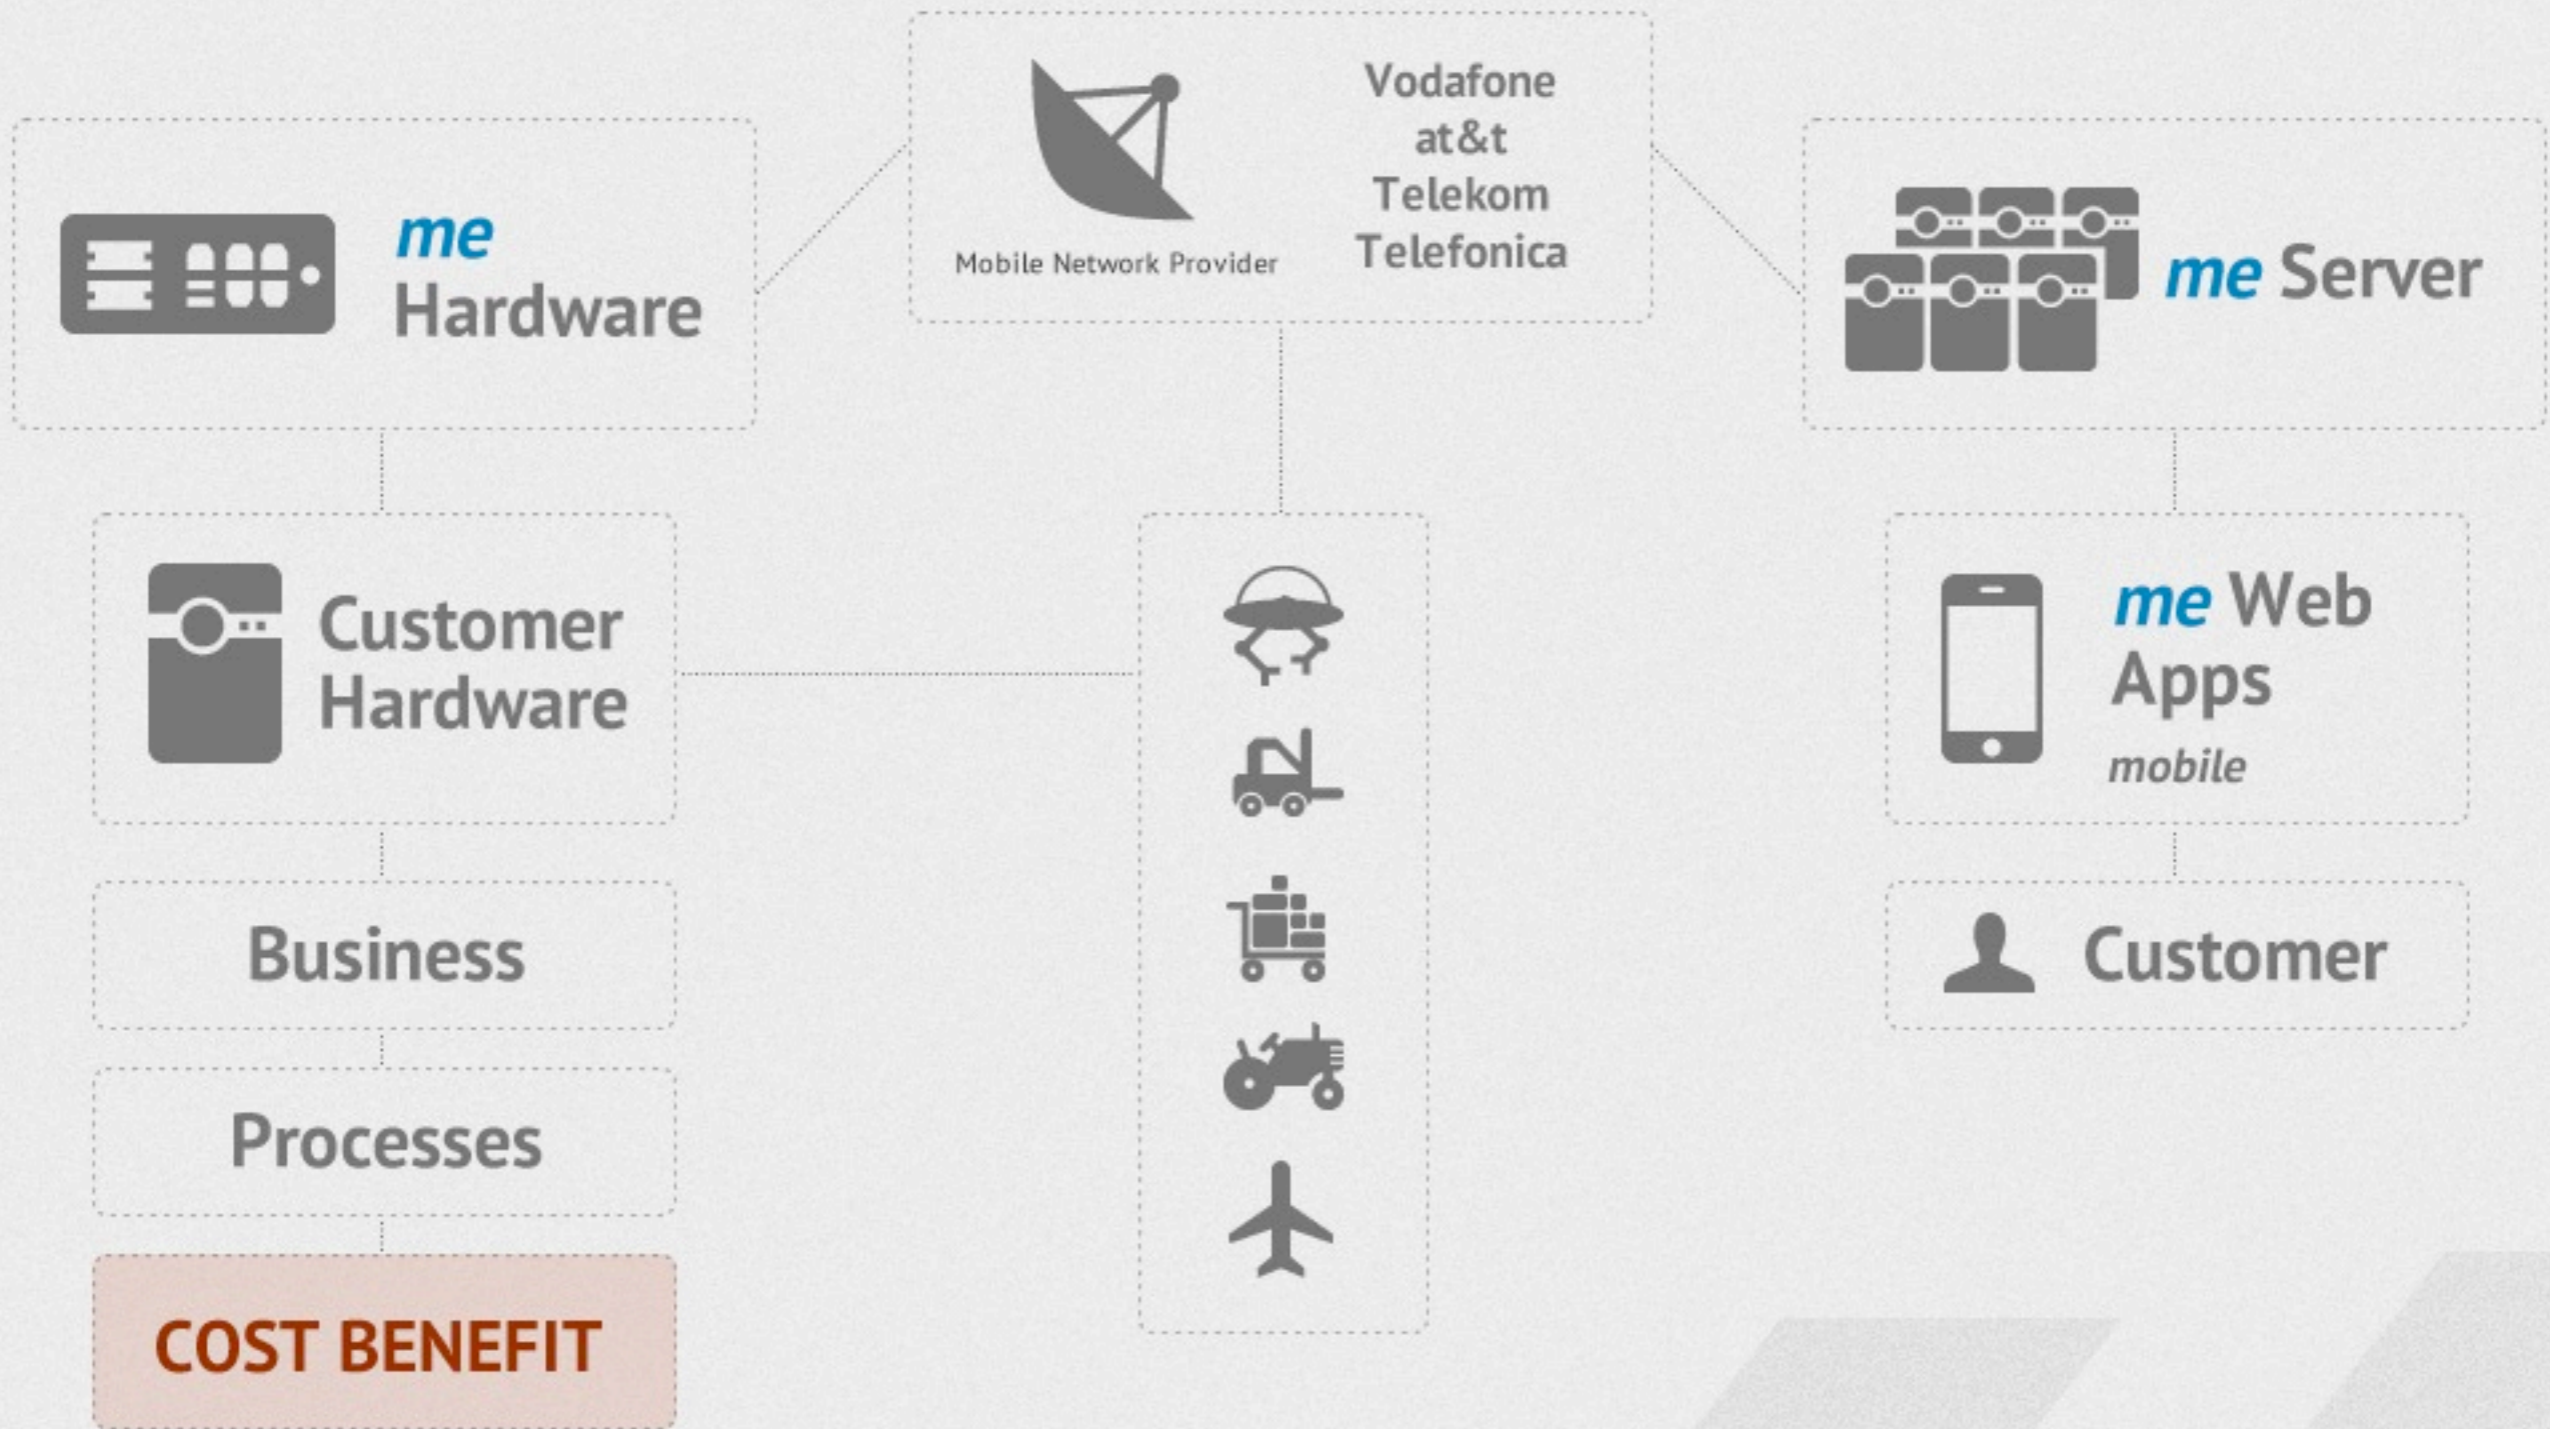 me
Hardware
Mobile Network Provider
Vodafone
at&t
Telekom
Telefonica
me Server
Customer
Hardware
me Web
Apps
mobile
Business
Customer
Processes
COST BENEFIT